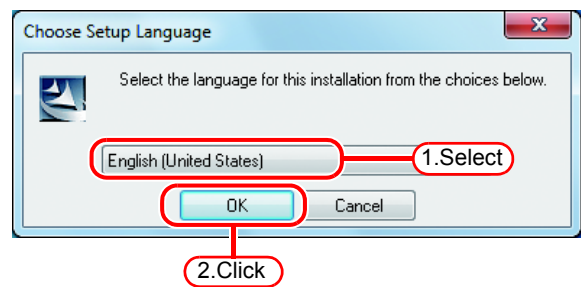 Choose Setup Language
Select the language for this installation from the choices below.
English (United States)
1.Select
OK
Cancel
2.Click